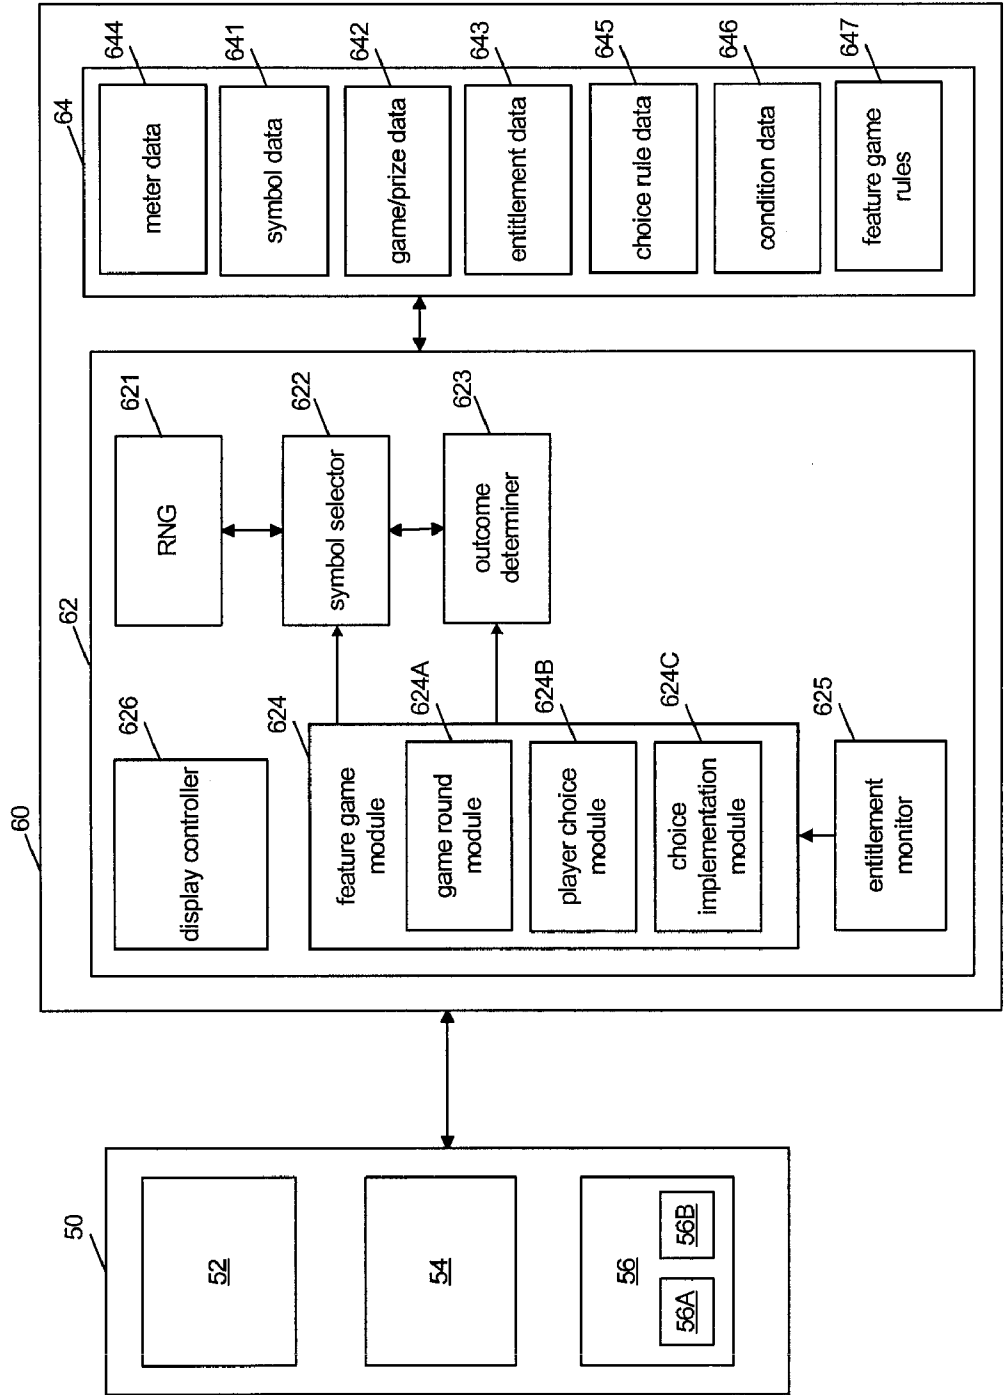 60
62
64
626
display controller
624
feature game
module
624A
game round
module
624B
player choice
module
624C
choice
implementation
module
625
entitlement
monitor
621
RNG
622
symbol selector
623
outcome
determiner
644
meter data
641
symbol data
642
game/prize data
643
entitlement data
645
choice rule data
646
condition data
647
feature game
rules
50
52
54
56
56A
56B